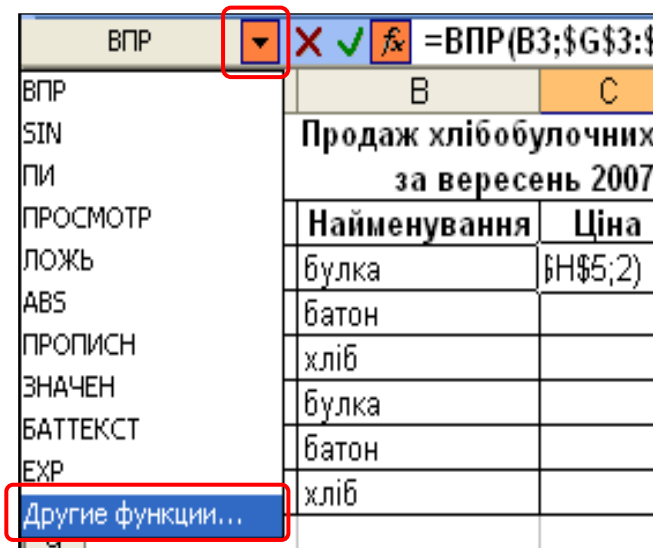 ВПР =ВПР(B3;$G$3:$
ВПР
SIN
ПИ
ПРОСМОТР
ЛОЖЬ
ABS
ПРОПИСН
ЗНАЧЕН
БАТТЕКСТ
EXP
Другие функции...
B C
Продаж хлібобулочних
за вересень 2007
Найменування Ціна
булка $H$5;2)
батон
хліб
булка
батон
хліб